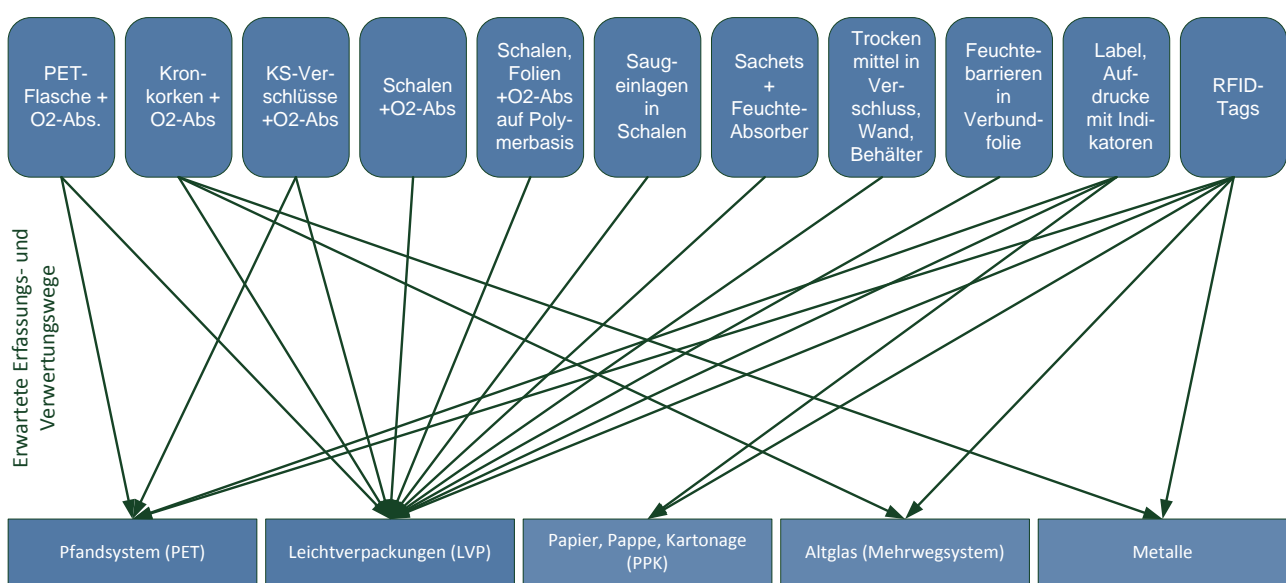 PET-
Flasche +
O2-Abs.
Kron-
korken +
O2-Abs
KS-Ver-
schlüsse
+O2-Abs
Schalen
+O2-Abs
Schalen,
Folien
+O2-Abs
auf Poly-
merbasis
Saug-
einlagen
in
Schalen
Sachets
+
Feuchte-
Absorber
Trocken
mittel in
Ver-
schluss,
Wand,
Behälter
Feuchte-
barrieren
in
Verbund-
folie
Label,
Auf-
drucke
mit Indi-
katoren
RFID-
Tags
Erwartete Erfassungs- und
Verwertungswege
Pfandsystem (PET)
Leichtverpackungen (LVP)
Papier, Pappe, Kartonage
(PPK)
Altglas (Mehrwegsystem)
Metalle